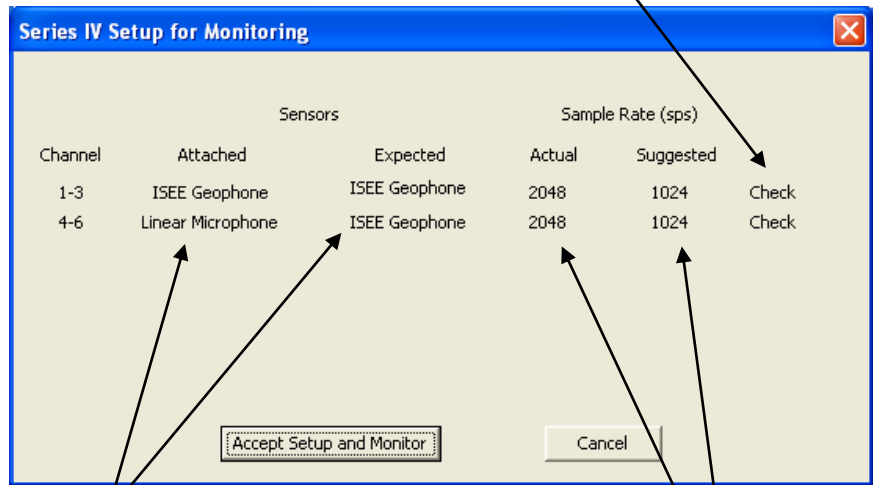 Series IV Setup for Monitoring
Sensors Sample Rate (sps)
Channel Attached Expected Actual Suggested
1-3 ISEE Geophone ISEE Geophone 2048 1024 Check
4-6 Linear Microphone ISEE Geophone 2048 1024 Check
Accept Setup and Monitor Cancel